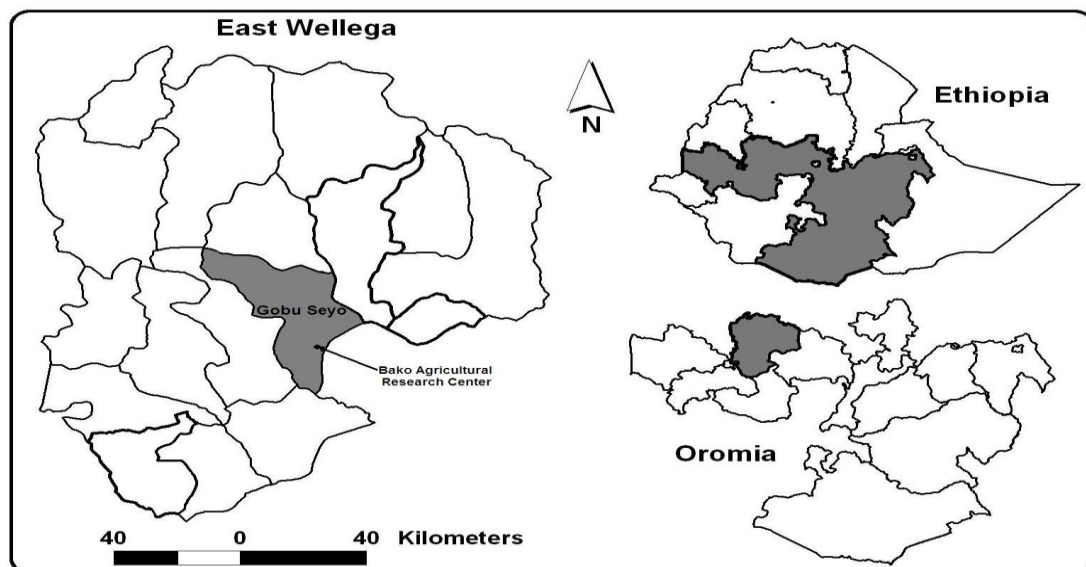 East Wellega
Ethiopia
N
Gobu Seyo
Bako Agricultural
Research Center
Oromia
40 0 40 Kilometers